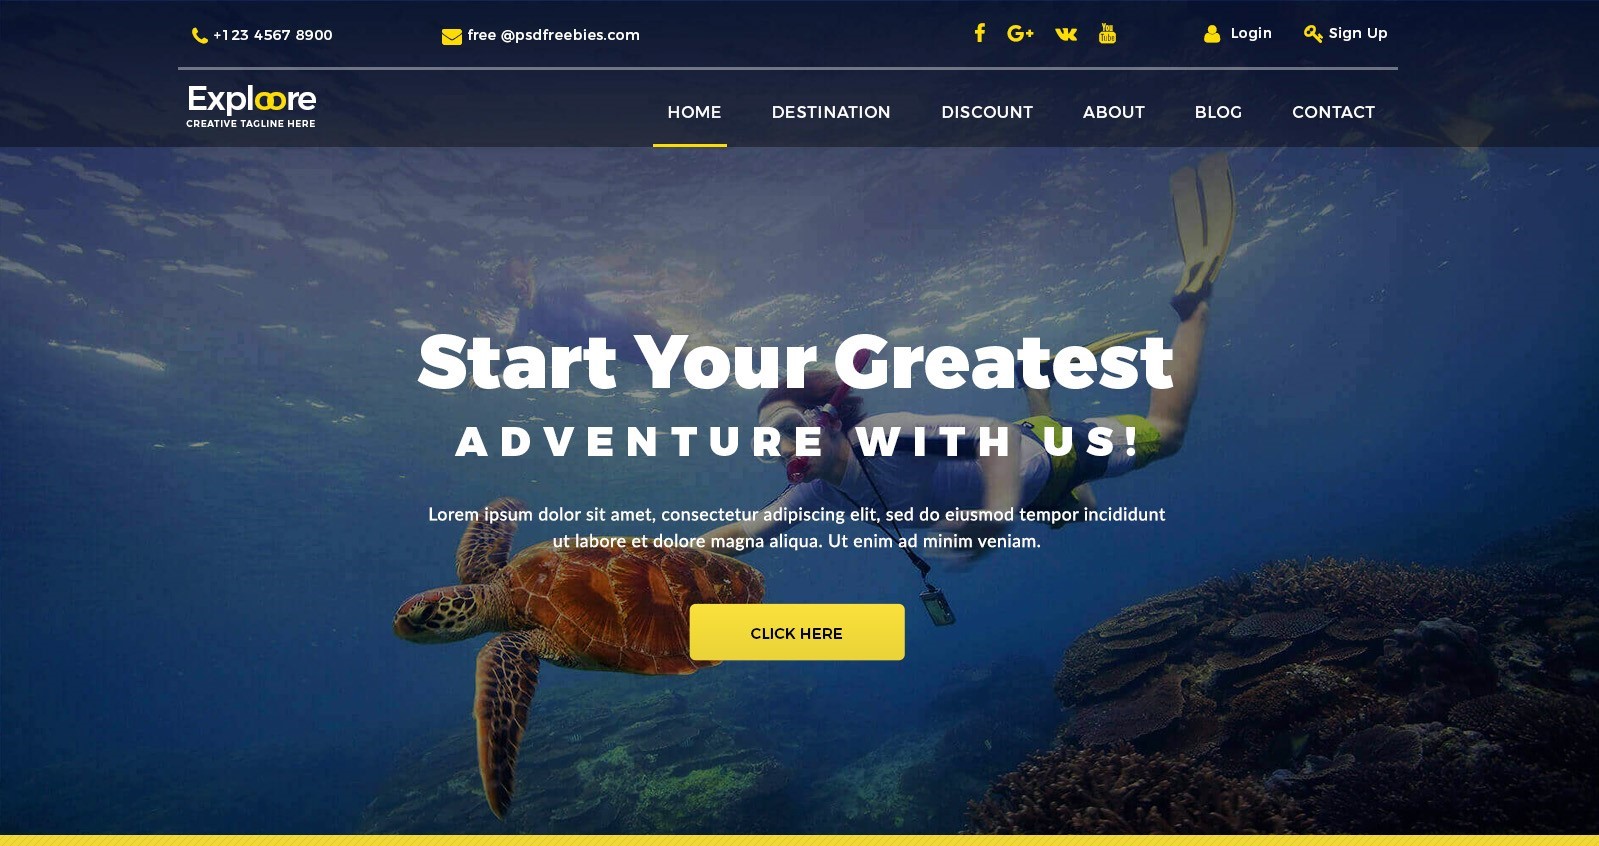 +123 4567 8900
free @psdfreebies.com
You
Tube
Login
Sign Up
Exploore
CREATIVE TAGLINE HERE
HOME
DESTINATION
DISCOUNT
ABOUT
BLOG
CONTACT
Start Your Greatest
ADVENTURE WITH US!
Lorem ipsum dolor sit amet, consectetur adipiscing elit, sed do eiusmod tempor incididunt
ut labore et dolore magna aliqua. Ut enim ad minim veniam.
CLICK HERE